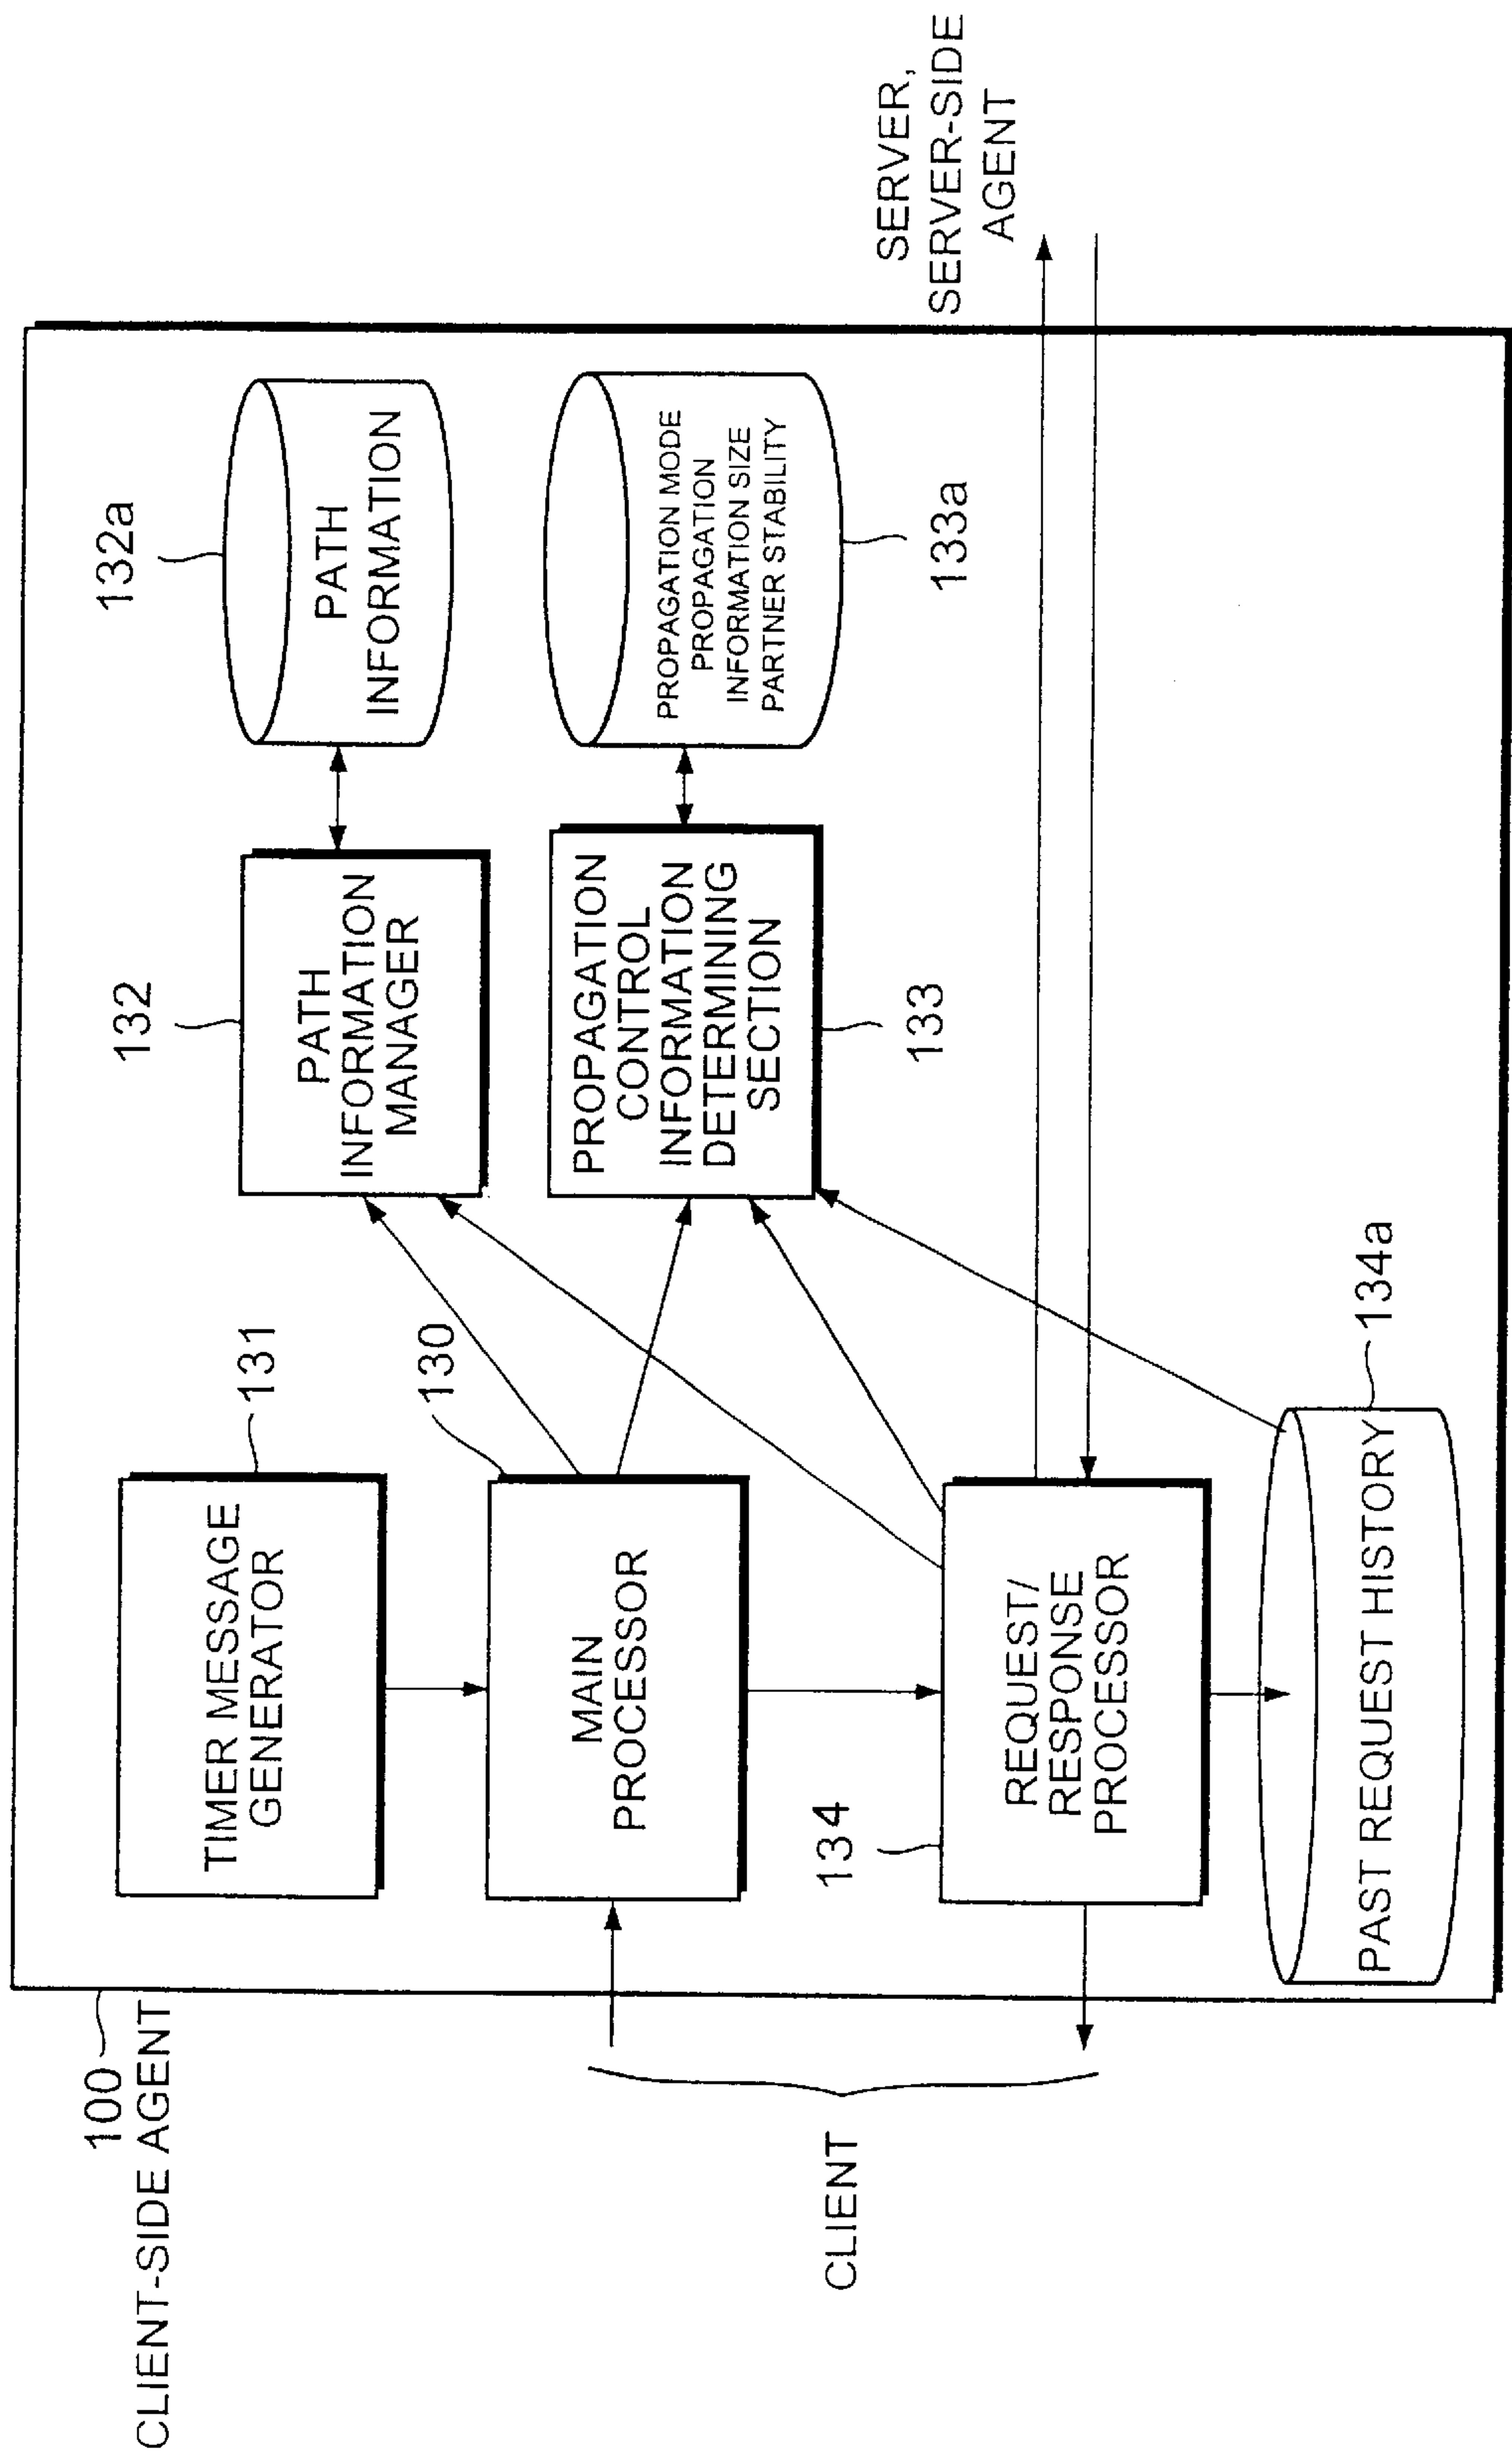 100
CLIENT-SIDE AGENT
131
TIMER MESSAGE
GENERATOR
130
MAIN
PROCESSOR
134
REQUEST/
RESPONSE
PROCESSOR
PAST REQUEST HISTORY
134a
132
PATH
INFORMATION
MANAGER
132a
PATH
INFORMATION
PROPAGATION
CONTROL
INFORMATION
DETERMINING
SECTION
133
PROPAGATION MODE
PROPAGATION
INFORMATION SIZE
PARTNER STABILITY
133a
CLIENT
SERVER,
SERVER-SIDE
AGENT